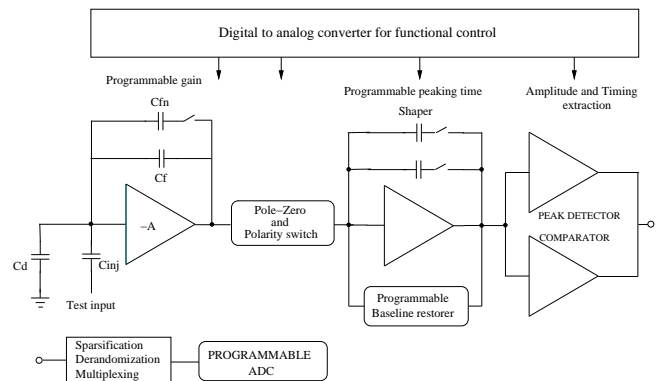 Digital to analog converter for functional control
Programmable gain
Programmable peaking time
Amplitude and Timing
extraction
Cfn
Shaper
Cf
−A
Pole−Zero
and
Polarity switch
PEAK DETECTOR
COMPARATOR
Cd
Cinj
Test input
Programmable
Baseline restorer
Sparsification
Derandomization
Multiplexing
PROGRAMMABLE
ADC